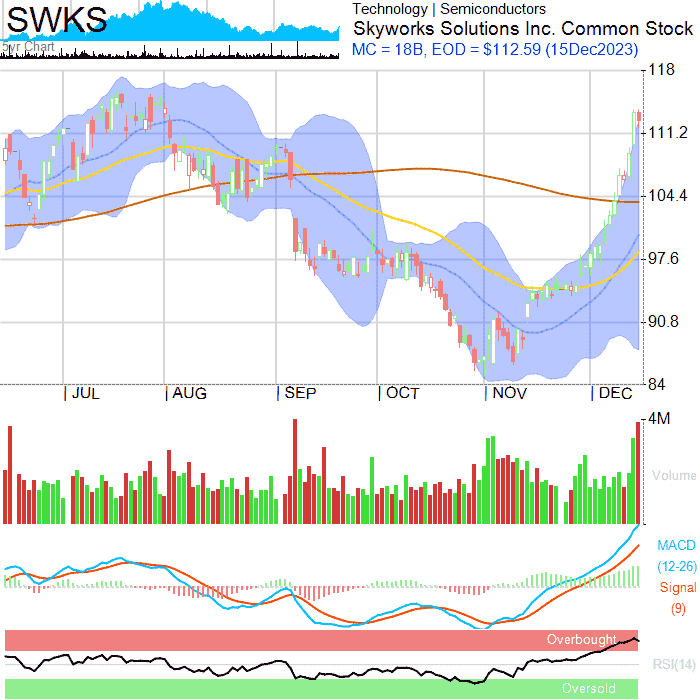 SWKS
5yr Chart
Technology | Semiconductors
Skyworks Solutions Inc. Common Stock
MC = 18B, EOD = $112.59 (15Dec2023)
118
111.2
104.4
97.6
90.8
84
| JUL | AUG | SEP | OCT | NOV | DEC
4M
Volume
MACD
(12-26)
Signal
(9)
Overbought
RSI(14)
Oversold